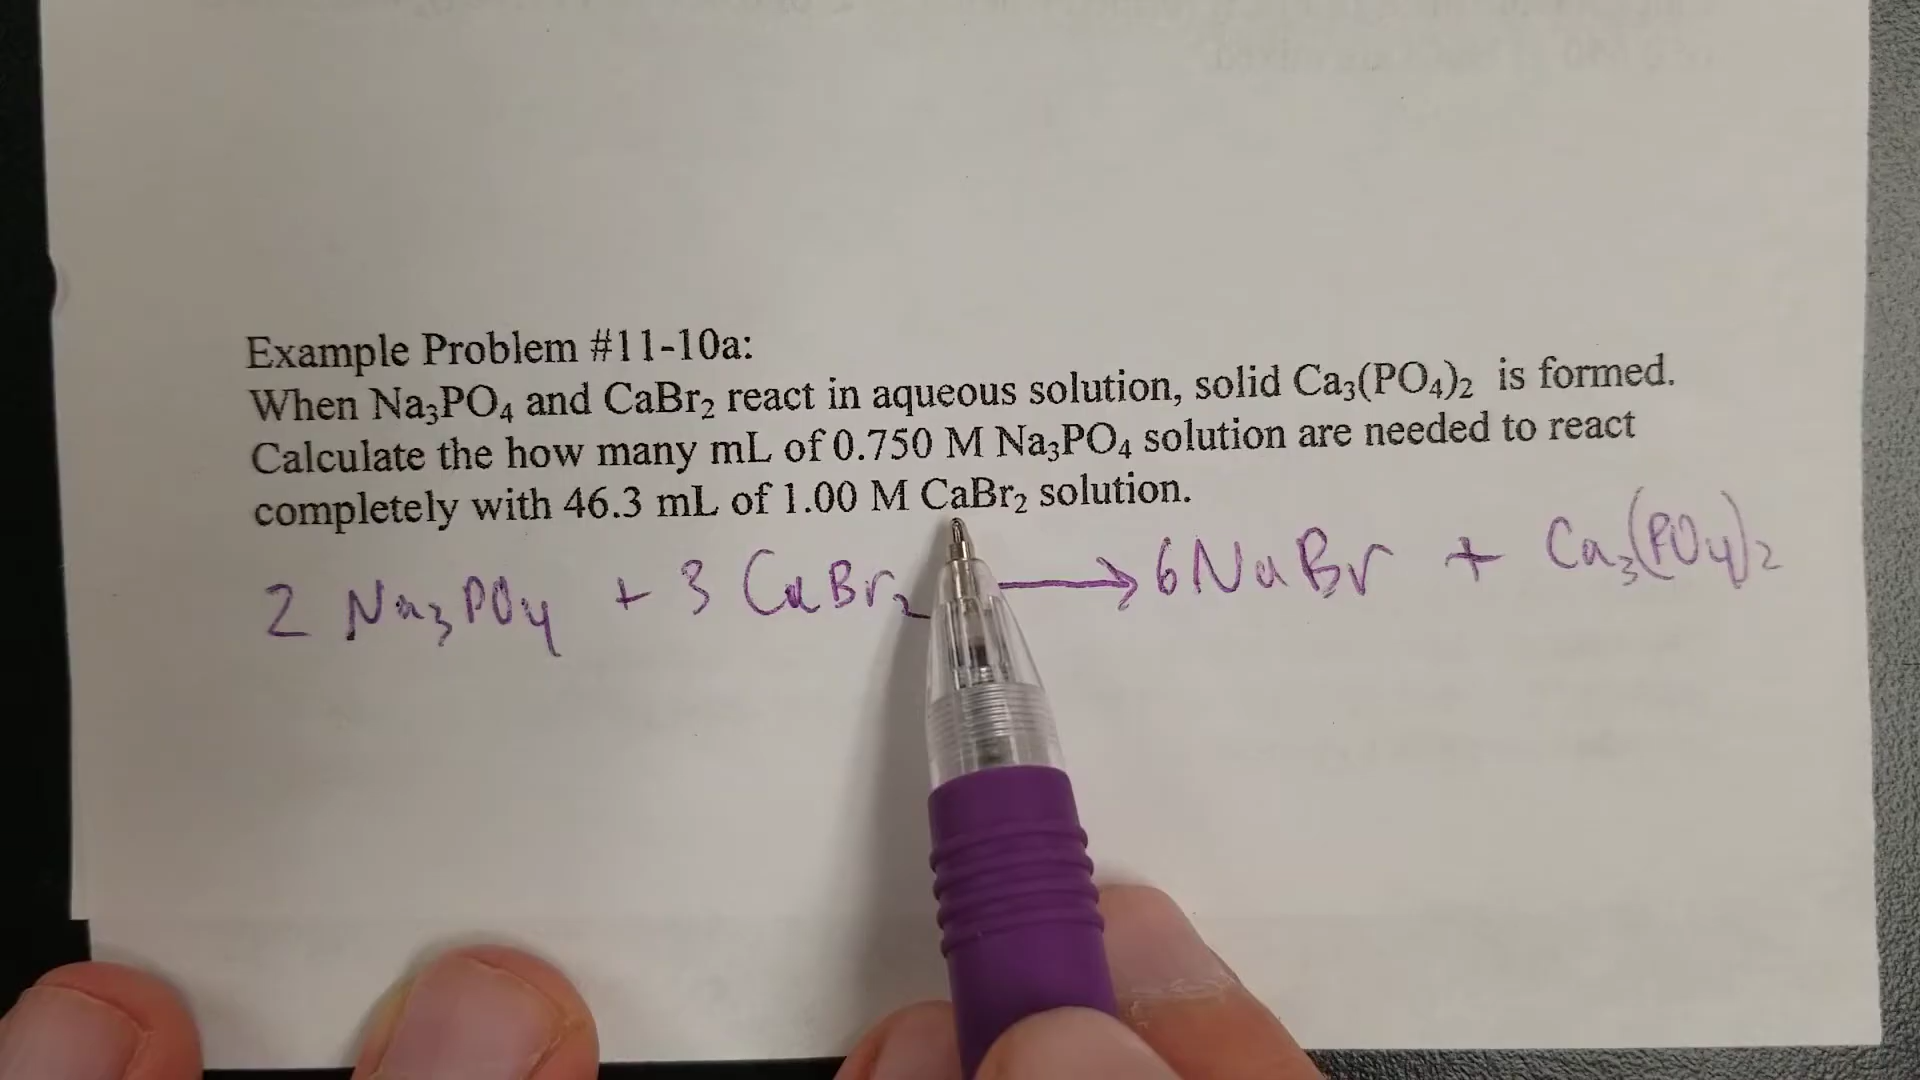 Example Problem #11-10a:
When Na₃PO₄ and CaBr₂ react in aqueous solution, solid Ca₃(PO₄)₂ is formed.
Calculate the how many mL of 0.750 M Na₃PO₄ solution are needed to react
completely with 46.3 mL of 1.00 M CaBr₂ solution.
2 Na₃PO₄ + 3 CaBr₂ → 6NaBr + Ca₃(PO₄)₂